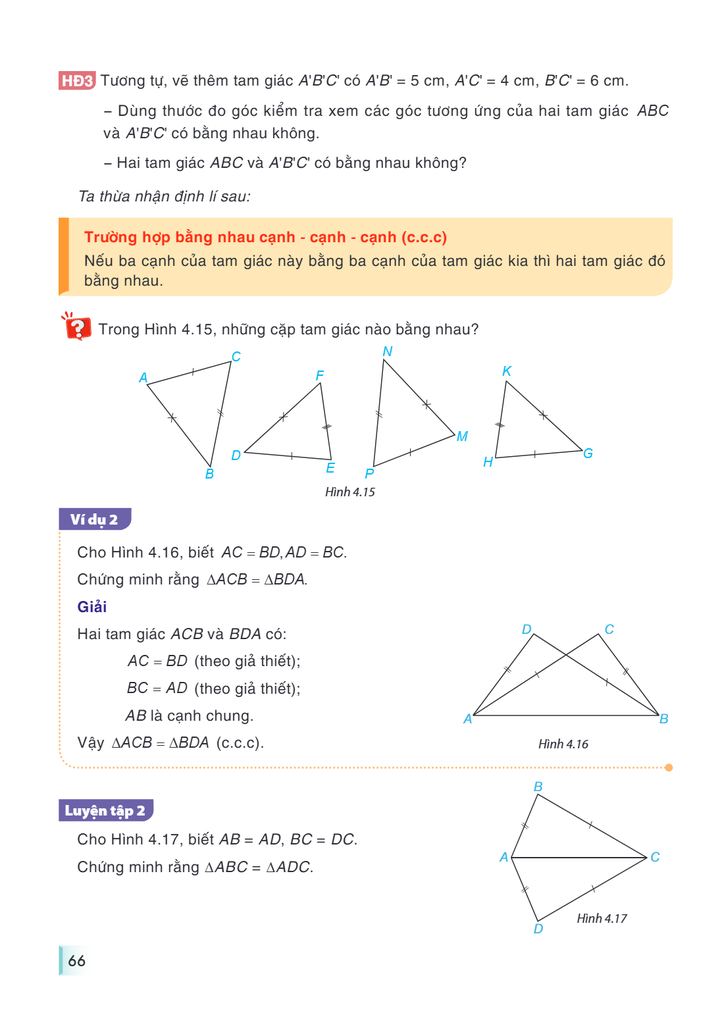 HĐ3 Tương tự, vẽ thêm tam giác A'B'C' có A'B' = 5 cm, A'C' = 4 cm, B'C' = 6 cm.
– Dùng thước đo góc kiểm tra xem các góc tương ứng của hai tam giác ABC
và A'B'C' có bằng nhau không.
– Hai tam giác ABC và A'B'C' có bằng nhau không?
Ta thừa nhận định lí sau:
Trường hợp bằng nhau cạnh - cạnh - cạnh (c.c.c)
Nếu ba cạnh của tam giác này bằng ba cạnh của tam giác kia thì hai tam giác đó
bằng nhau.
? Trong Hình 4.15, những cặp tam giác nào bằng nhau?
A C B
D F E
N M P
K H G
Hình 4.15
Ví dụ 2
Cho Hình 4.16, biết AC = BD, AD = BC.
Chứng minh rằng ∆ACB = ∆BDA.
Giải
Hai tam giác ACB và BDA có:
AC = BD (theo giả thiết);
BC = AD (theo giả thiết);
AB là cạnh chung.
Vậy ∆ACB = ∆BDA (c.c.c).
D C
A B
Hình 4.16
Luyện tập 2
Cho Hình 4.17, biết AB = AD, BC = DC.
Chứng minh rằng ∆ABC = ∆ADC.
B
A C
D
Hình 4.17
66